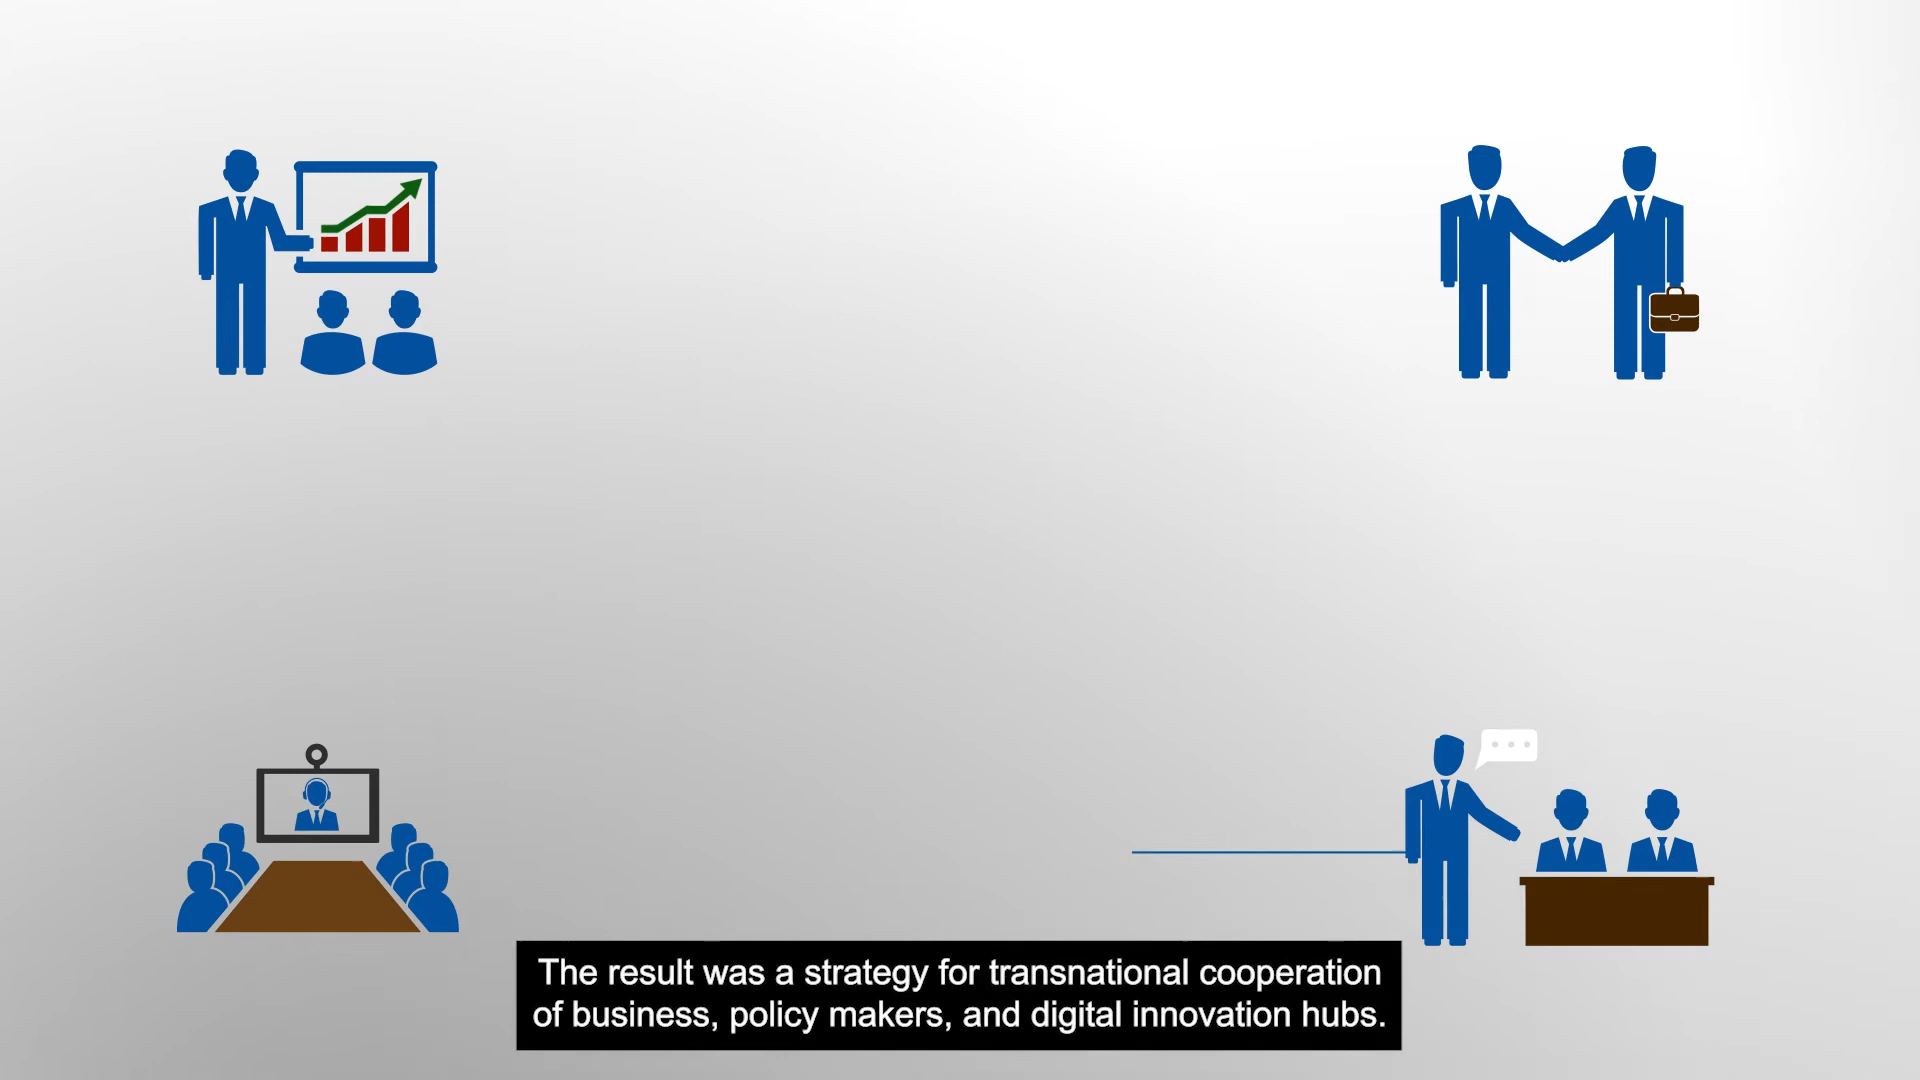 The result was a strategy for transnational cooperation
of business, policy makers, and digital innovation hubs.